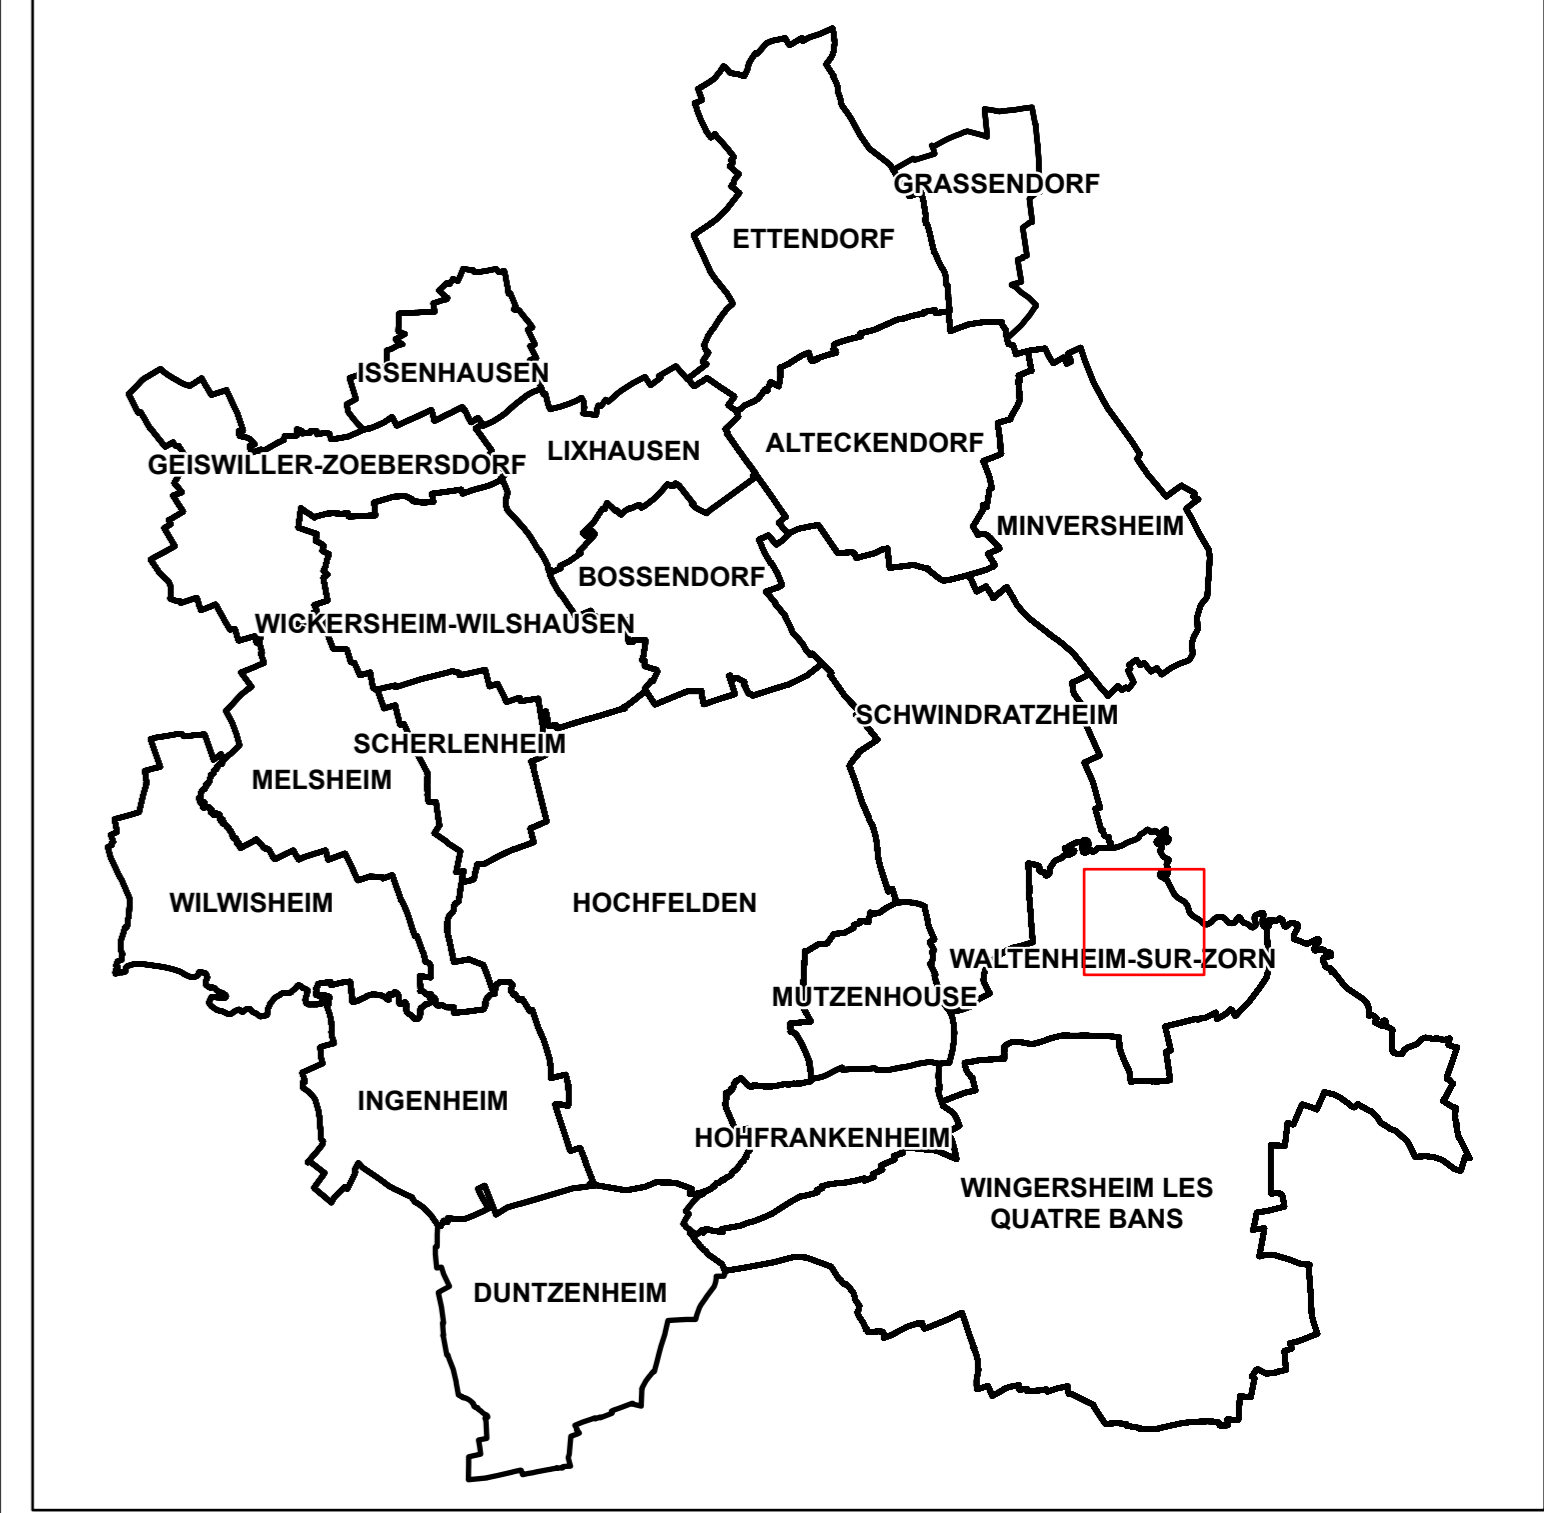 GRASSENDORF
ETTENDORF
ISSENHAUSEN
LIXHAUSEN
ALTECKENDORF
GEISWILLER-ZOEBERSDORF
MINVERSHEIM
BOSSENDORF
WICKERSHEIM-WILSHAUSEN
SCHWINDRATZHEIM
SCHERLENHEIM
MELSHEIM
WILWISHEIM
HOCHFELDEN
WALTENHEIM-SUR-ZORN
MUTZENHOUSE
INGENHEIM
HOHFRANKENHEIM
WINGERSHEIM LES
QUATRE BANS
DUNTZENHEIM